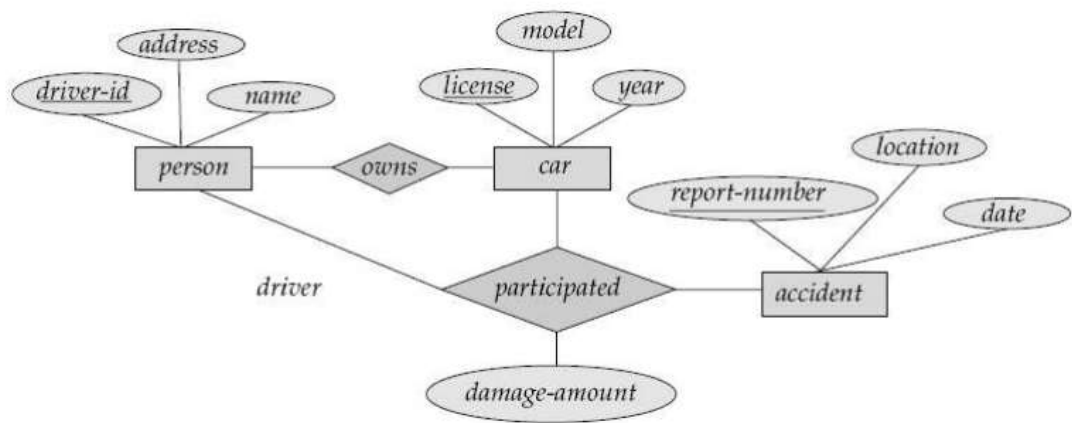 model
address
driver-id
name
license
year
person
owns
car
location
report-number
date
driver
participated
accident
damage-amount